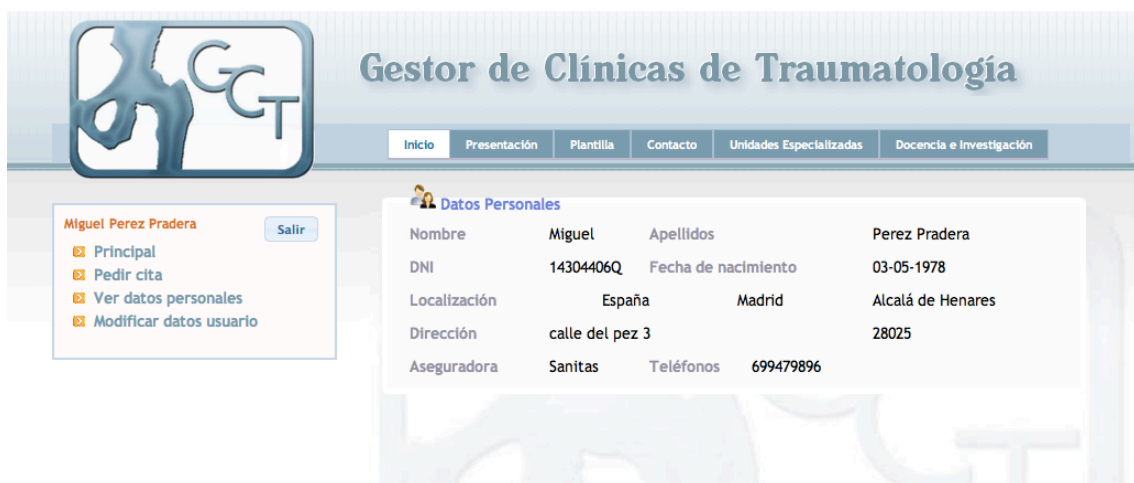 GCT
Gestor de Clínicas de Traumatología
Inicio Presentación Plantilla Contacto Unidades Especializadas Docencia e Investigación
Miguel Perez Pradera Salir
Principal
Pedir cita
Ver datos personales
Modificar datos usuario
Datos Personales
Nombre Miguel Apellidos Perez Pradera
DNI 14304406Q Fecha de nacimiento 03-05-1978
Localización España Madrid Alcalá de Henares
Dirección calle del pez 3 28025
Aseguradora Sanitas Teléfonos 699479896